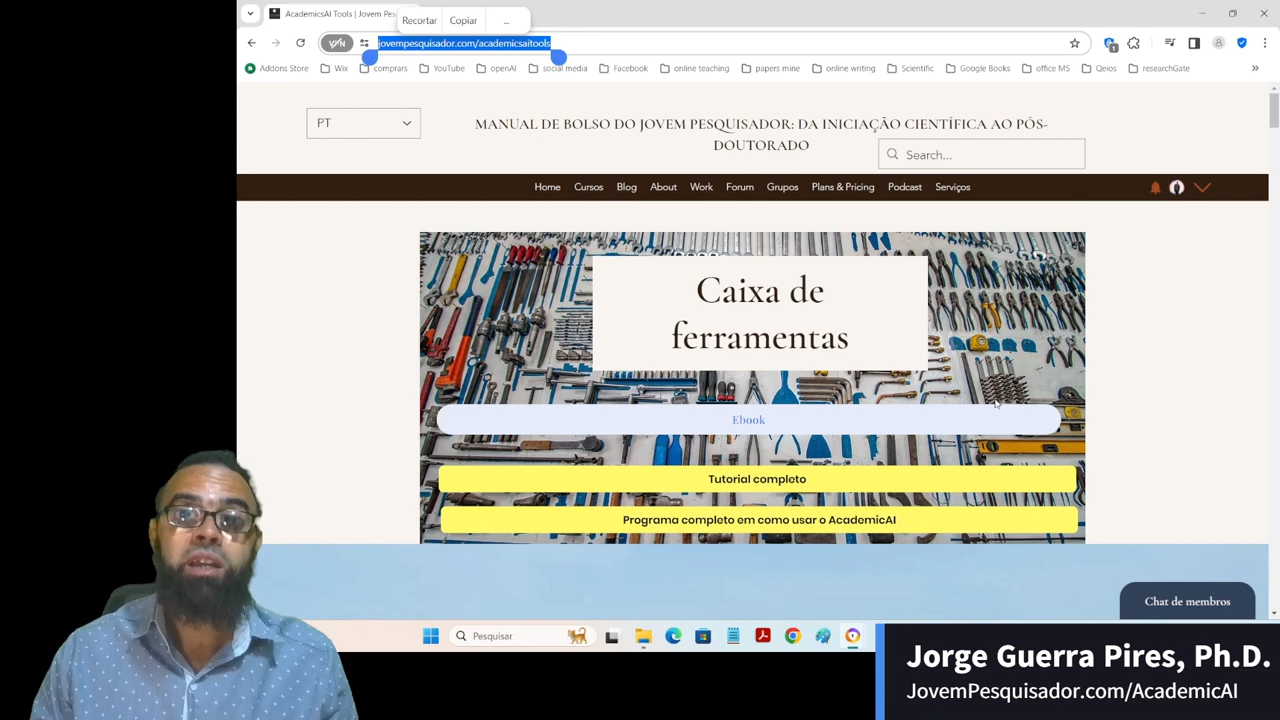 AcademicsAI Tools | Jovem Pes
Recortar
Copiar
...
VPN
jovempesquisador.com/academicsaitools
1
Addons Store
Wix
comprars
YouTube
openAI
social media
Facebook
online teaching
papers mine
online writing
Scientific
Google Books
office MS
Qeios
researchGate
»
PT
MANUAL DE BOLSO DO JOVEM PESQUISADOR: DA INICIAÇÃO CIENTÍFICA AO PÓS-
DOUTORADO
Search...
Home
Cursos
Blog
About
Work
Forum
Grupos
Plans & Pricing
Podcast
Serviços
Caixa de
ferramentas
Ebook
Tutorial completo
Programa completo em como usar o AcademicAI
Chat de membros
Pesquisar
Jorge Guerra Pires, Ph.D.
JovemPesquisador.com/AcademicAI